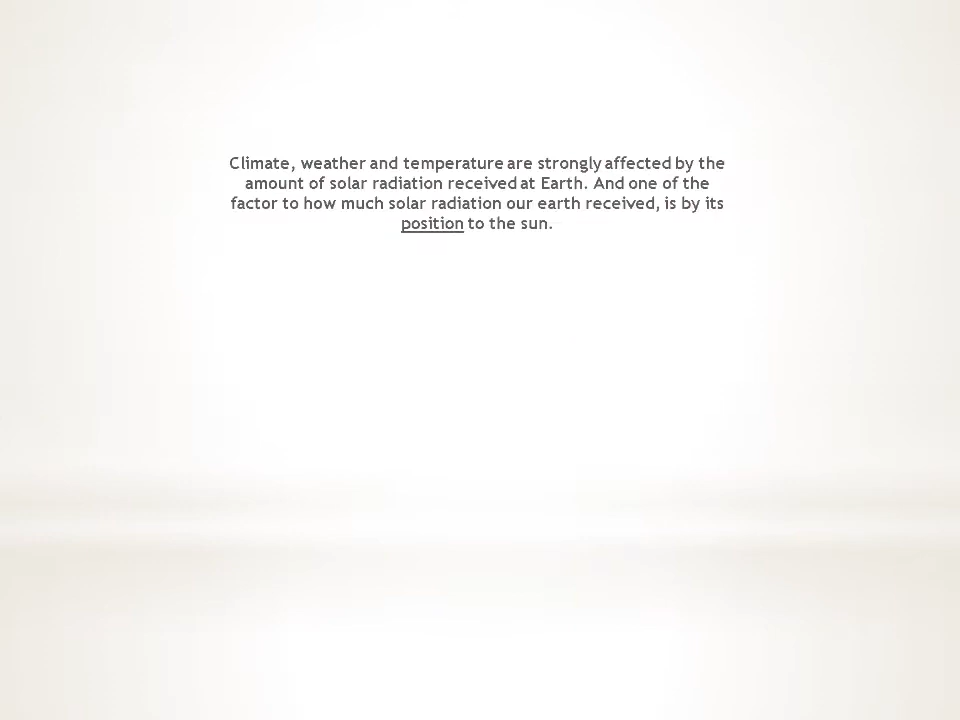 Climate, weather and temperature are strongly affected by the
amount of solar radiation received at Earth. And one of the
factor to how much solar radiation our earth received, is by its
position to the sun.